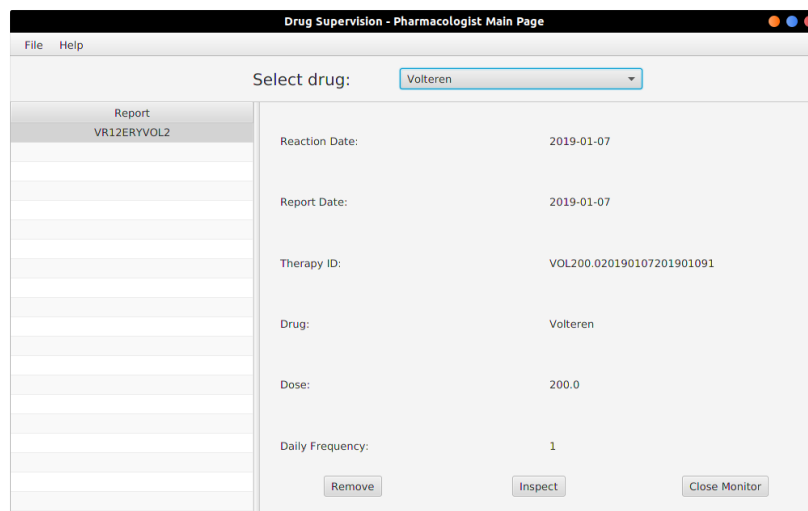 Drug Supervision - Pharmacologist Main Page
File Help
Select drug: Volteren
Report
VR12ERYVOL2
Reaction Date: 2019-01-07
Report Date: 2019-01-07
Therapy ID: VOL200.020190107201901091
Drug: Volteren
Dose: 200.0
Daily Frequency: 1
Remove Inspect Close Monitor